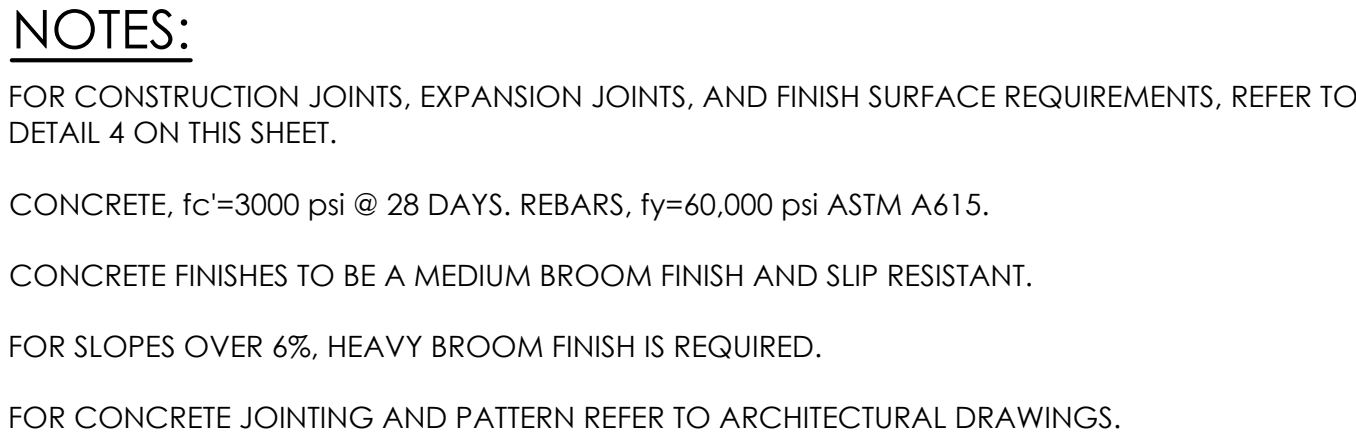 NOTES:
FOR CONSTRUCTION JOINTS, EXPANSION JOINTS, AND FINISH SURFACE REQUIREMENTS, REFER TO
DETAIL 4 ON THIS SHEET.
CONCRETE, fc'=3000 psi @ 28 DAYS. REBARS, fy=60,000 psi ASTM A615.
CONCRETE FINISHES TO BE A MEDIUM BROOM FINISH AND SLIP RESISTANT.
FOR SLOPES OVER 6%, HEAVY BROOM FINISH IS REQUIRED.
FOR CONCRETE JOINTING AND PATTERN REFER TO ARCHITECTURAL DRAWINGS.